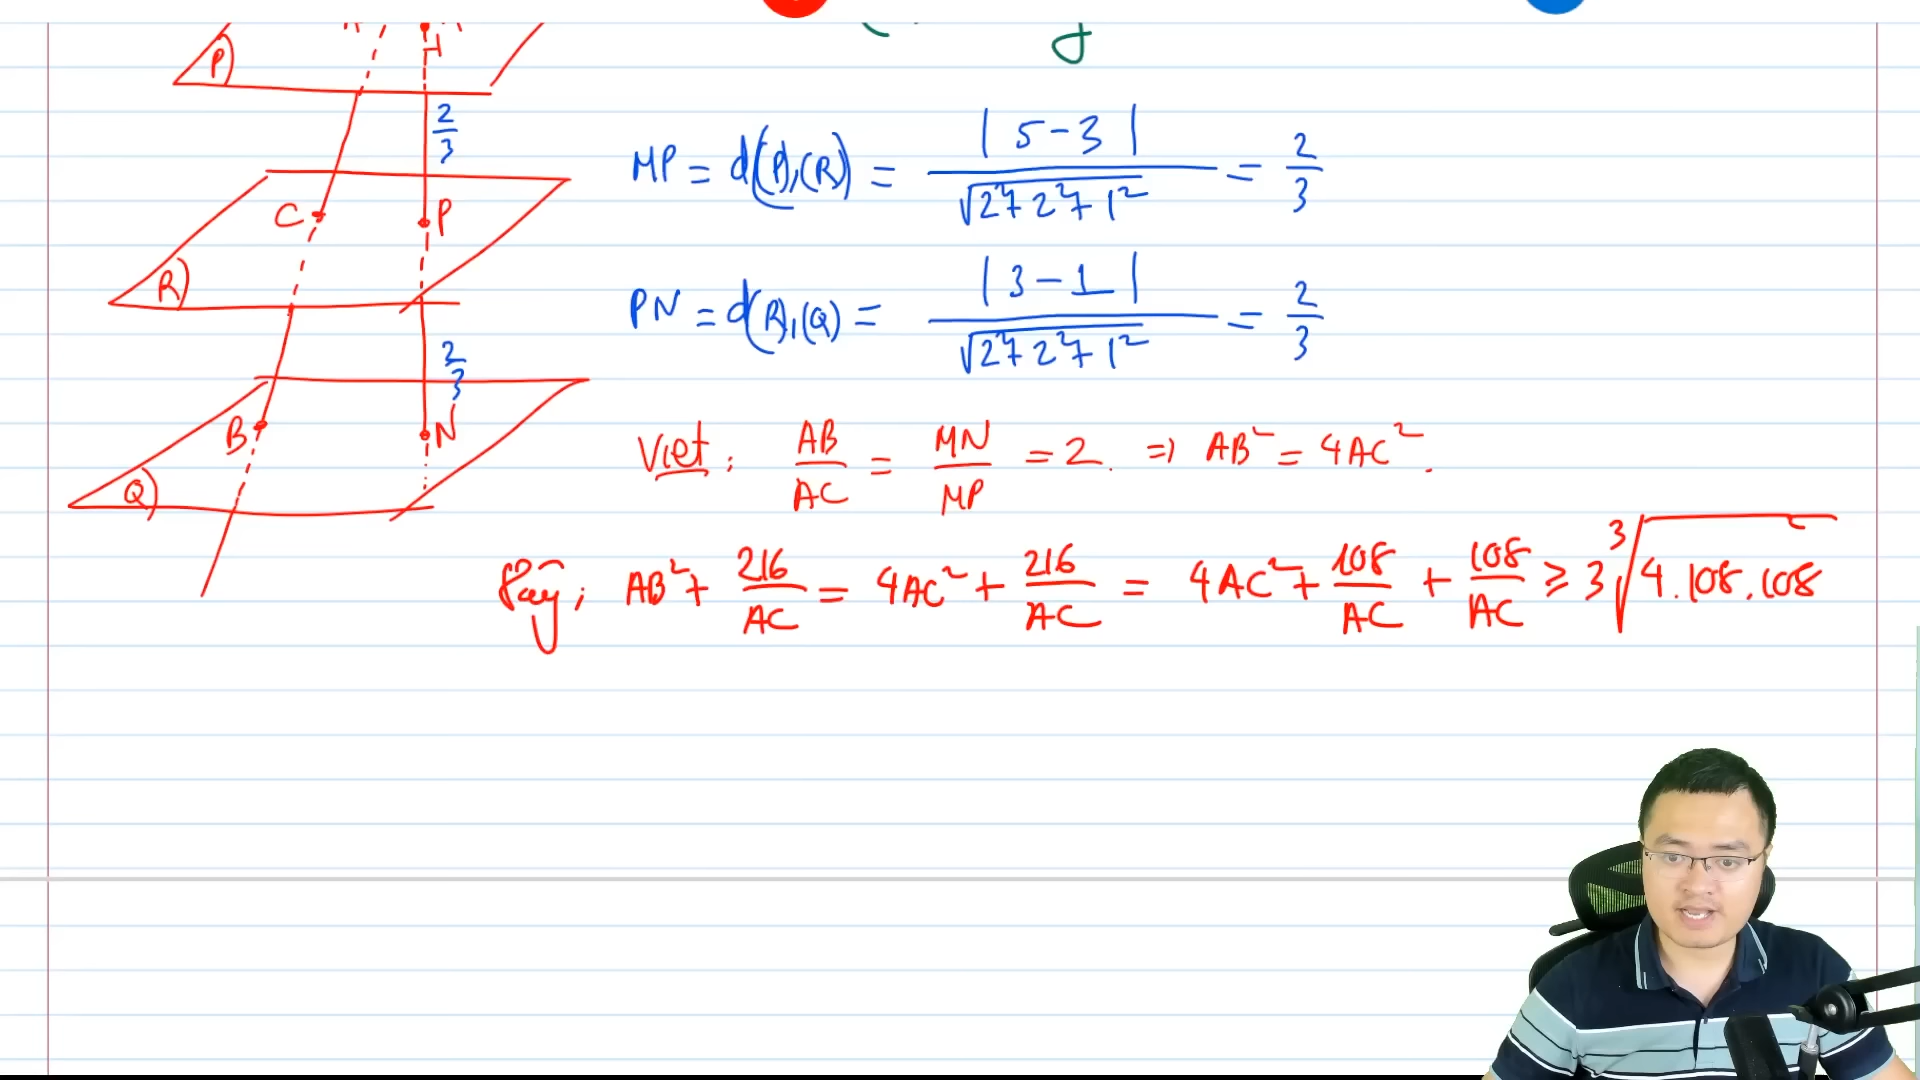 P)
H
2/3
MP = d((P),(R)) = |5-3| / √2²+2²+1² = 2/3
C
P
R)
PN = d(R),(Q) = |3-1| / √2²+2²+1² = 2/3
2/3
B
N
Q)
Viet: AB/AC = MN/MP = 2. ⇒ AB² = 4AC².
AB² + 216/AC = 4AC² + 216/AC = 4AC² + 108/AC + 108/AC ≥ 3 ∛4.108.108